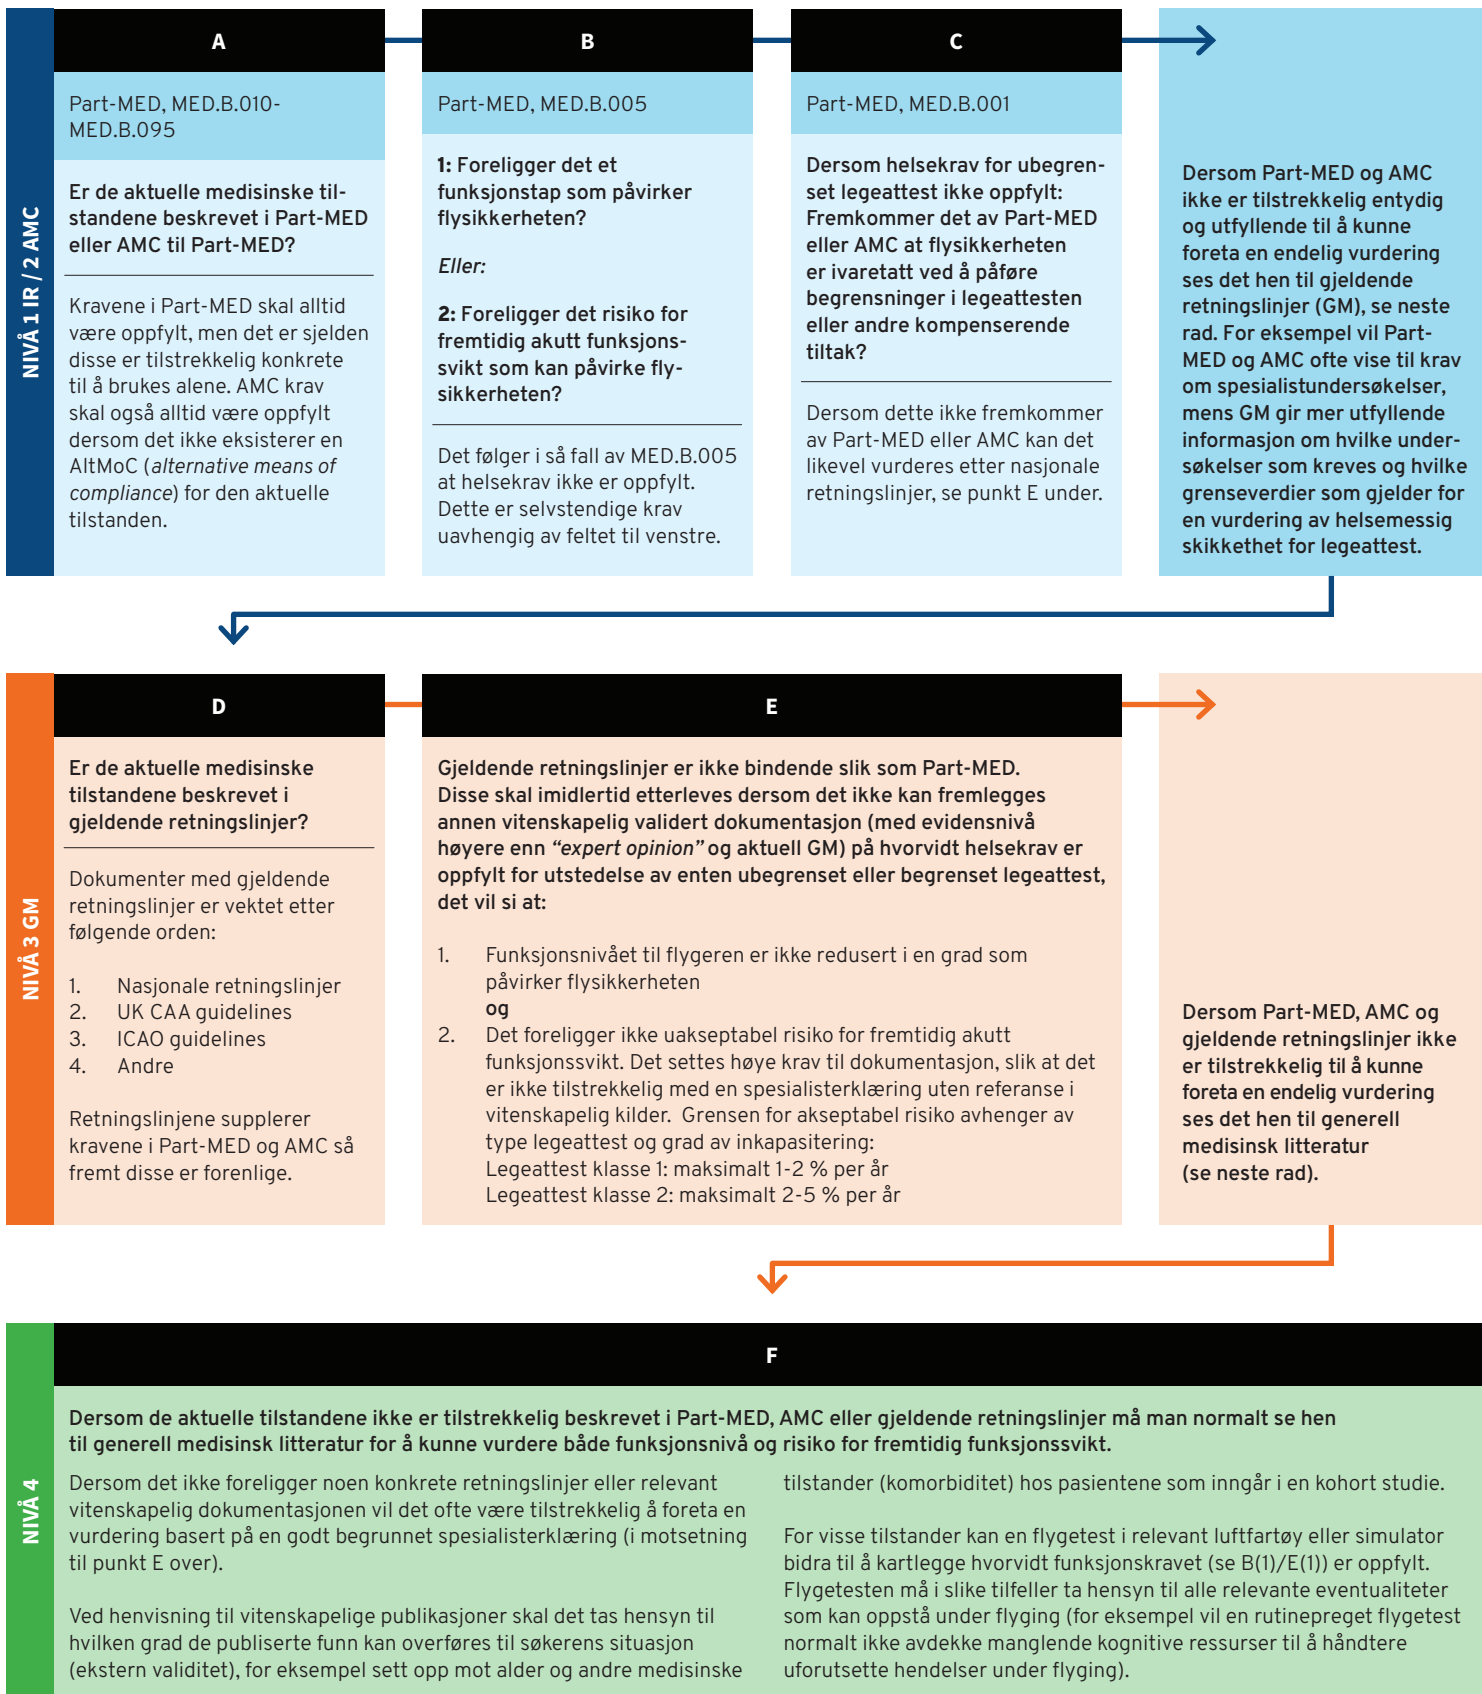 NIVÅ 1 IR / 2 AMC
A
Part-MED, MED.B.010-
MED.B.095
Er de aktuelle medisinske til-
standene beskrevet i Part-MED
eller AMC til Part-MED?
Kravene i Part-MED skal alltid
være oppfylt, men det er sjelden
disse er tilstrekkelig konkrete
til å brukes alene. AMC krav
skal også alltid være oppfylt
dersom det ikke eksisterer en
AltMoC (alternative means of
compliance) for den aktuelle
tilstanden.
B
Part-MED, MED.B.005
1: Foreligger det et
funksjonstap som påvirker
flysikkerheten?
Eller:
2: Foreligger det risiko for
fremtidig akutt funksjons-
svikt som kan påvirke fly-
sikkerheten?
Det følger i så fall av MED.B.005
at helsekrav ikke er oppfylt.
Dette er selvstendige krav
uavhengig av feltet til venstre.
C
Part-MED, MED.B.001
Dersom helsekrav for ubegren-
set legeattest ikke oppfylt:
Fremkommer det av Part-MED
eller AMC at flysikkerheten
er ivaretatt ved å påføre
begrensninger i legeattesten
eller andre kompenserende
tiltak?
Dersom dette ikke fremkommer
av Part-MED eller AMC kan det
likevel vurderes etter nasjonale
retningslinjer, se punkt E under.
Dersom Part-MED og AMC
ikke er tilstrekkelig entydig
og utfyllende til å kunne
foreta en endelig vurdering
ses det hen til gjeldende
retningslinjer (GM), se neste
rad. For eksempel vil Part-
MED og AMC ofte vise til krav
om spesialistundersøkelser,
mens GM gir mer utfyllende
informasjon om hvilke under-
søkelser som kreves og hvilke
grenseverdier som gjelder for
en vurdering av helsemessig
skikkethet for legeattest.
NIVÅ 3 GM
D
Er de aktuelle medisinske
tilstandene beskrevet i
gjeldende retningslinjer?
Dokumenter med gjeldende
retningslinjer er vektet etter
følgende orden:
1. Nasjonale retningslinjer
2. UK CAA guidelines
3. ICAO guidelines
4. Andre
Retningslinjene supplerer
kravene i Part-MED og AMC så
fremt disse er forenlige.
E
Gjeldende retningslinjer er ikke bindende slik som Part-MED.
Disse skal imidlertid etterleves dersom det ikke kan fremlegges
annen vitenskapelig validert dokumentasjon (med evidensnivå
høyere enn “expert opinion” og aktuell GM) på hvorvidt helsekrav er
oppfylt for utstedelse av enten ubegrenset eller begrenset legeattest,
det vil si at:
1. Funksjonsnivået til flygeren er ikke redusert i en grad som
påvirker flysikkerheten
og
2. Det foreligger ikke uakseptabel risiko for fremtidig akutt
funksjonssvikt. Det settes høye krav til dokumentasjon, slik at det
er ikke tilstrekkelig med en spesialisterklæring uten referanse i
vitenskapelig kilder. Grensen for akseptabel risiko avhenger av
type legeattest og grad av inkapasitering:
Legeattest klasse 1: maksimalt 1-2 % per år
Legeattest klasse 2: maksimalt 2-5 % per år
Dersom Part-MED, AMC og
gjeldende retningslinjer ikke
er tilstrekkelig til å kunne
foreta en endelig vurdering
ses det hen til generell
medisinsk litteratur
(se neste rad).
NIVÅ 4
F
Dersom de aktuelle tilstandene ikke er tilstrekkelig beskrevet i Part-MED, AMC eller gjeldende retningslinjer må man normalt se hen
til generell medisinsk litteratur for å kunne vurdere både funksjonsnivå og risiko for fremtidig funksjonssvikt.
Dersom det ikke foreligger noen konkrete retningslinjer eller relevant
vitenskapelig dokumentasjonen vil det ofte være tilstrekkelig å foreta en
vurdering basert på en godt begrunnet spesialisterklæring (i motsetning
til punkt E over).
Ved henvisning til vitenskapelige publikasjoner skal det tas hensyn til
hvilken grad de publiserte funn kan overføres til søkerens situasjon
(ekstern validitet), for eksempel sett opp mot alder og andre medisinske
tilstander (komorbiditet) hos pasientene som inngår i en kohort studie.
For visse tilstander kan en flygetest i relevant luftfartøy eller simulator
bidra til å kartlegge hvorvidt funksjonskravet (se B(1)/E(1)) er oppfylt.
Flygetesten må i slike tilfeller ta hensyn til alle relevante eventualiteter
som kan oppstå under flyging (for eksempel vil en rutinepreget flygetest
normalt ikke avdekke manglende kognitive ressurser til å håndtere
uforutsette hendelser under flyging).